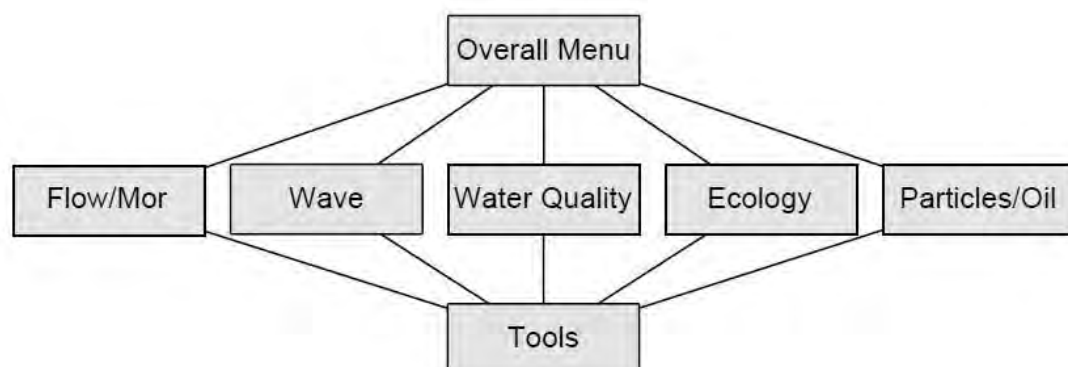 Overall Menu
Flow/Mor
Wave
Water Quality
Ecology
Particles/Oil
Tools